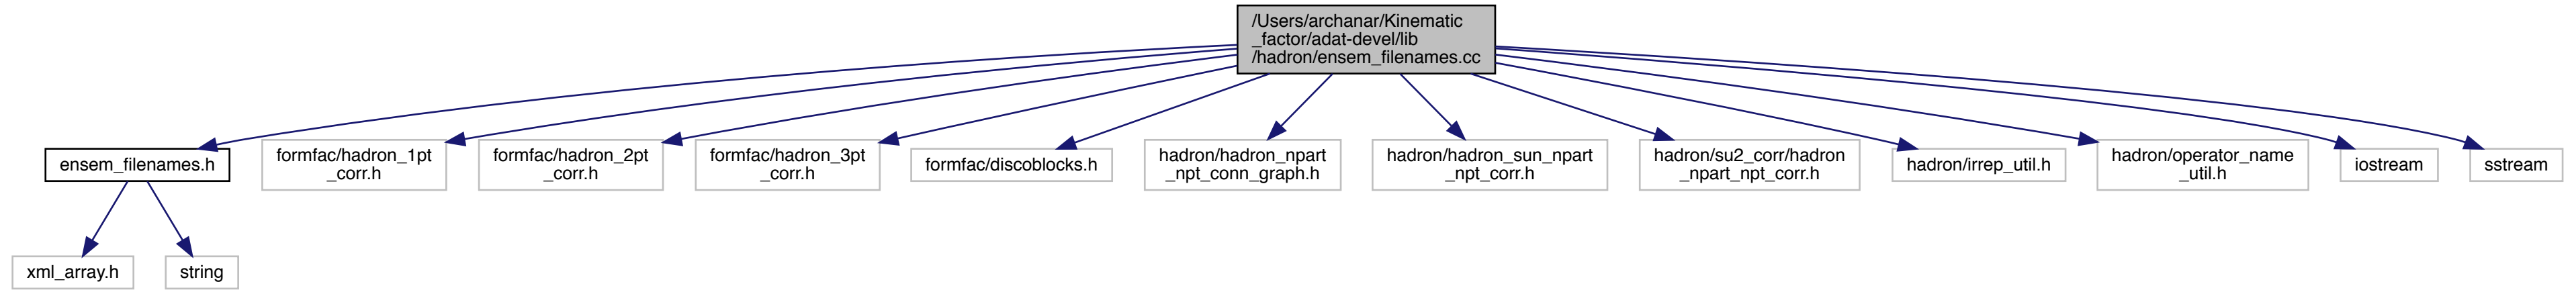 /Users/archanar/Kinematic
_factor/adat-devel/lib
/hadron/ensem_filenames.cc
ensem_filenames.h
formfac/hadron_1pt
_corr.h
formfac/hadron_2pt
_corr.h
formfac/hadron_3pt
_corr.h
formfac/discoblocks.h
hadron/hadron_npart
_npt_conn_graph.h
hadron/hadron_sun_npart
_npt_corr.h
hadron/su2_corr/hadron
_npart_npt_corr.h
hadron/irrep_util.h
hadron/operator_name
_util.h
iostream
sstream
xml_array.h
string